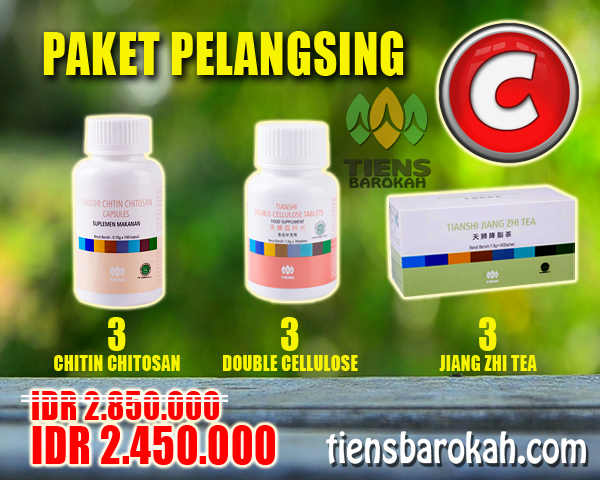 PAKET PELANGSING
C
TIENS
BAROKAH
TIANSHI CHITIN CHITOSAN
CAPSULES
SUPLEMEN MAKANAN
TIENS
TIANSHI
DOUBLE-CELLULOSE TABLETS
FOOD SUPPLEMENT
TIENS
TIANSHI JIANG ZHI TEA
天狮降脂茶
3
CHITIN CHITOSAN
3
DOUBLE CELLULOSE
3
JIANG ZHI TEA
IDR 2.850.000
IDR 2.450.000
tiensbarokah.com